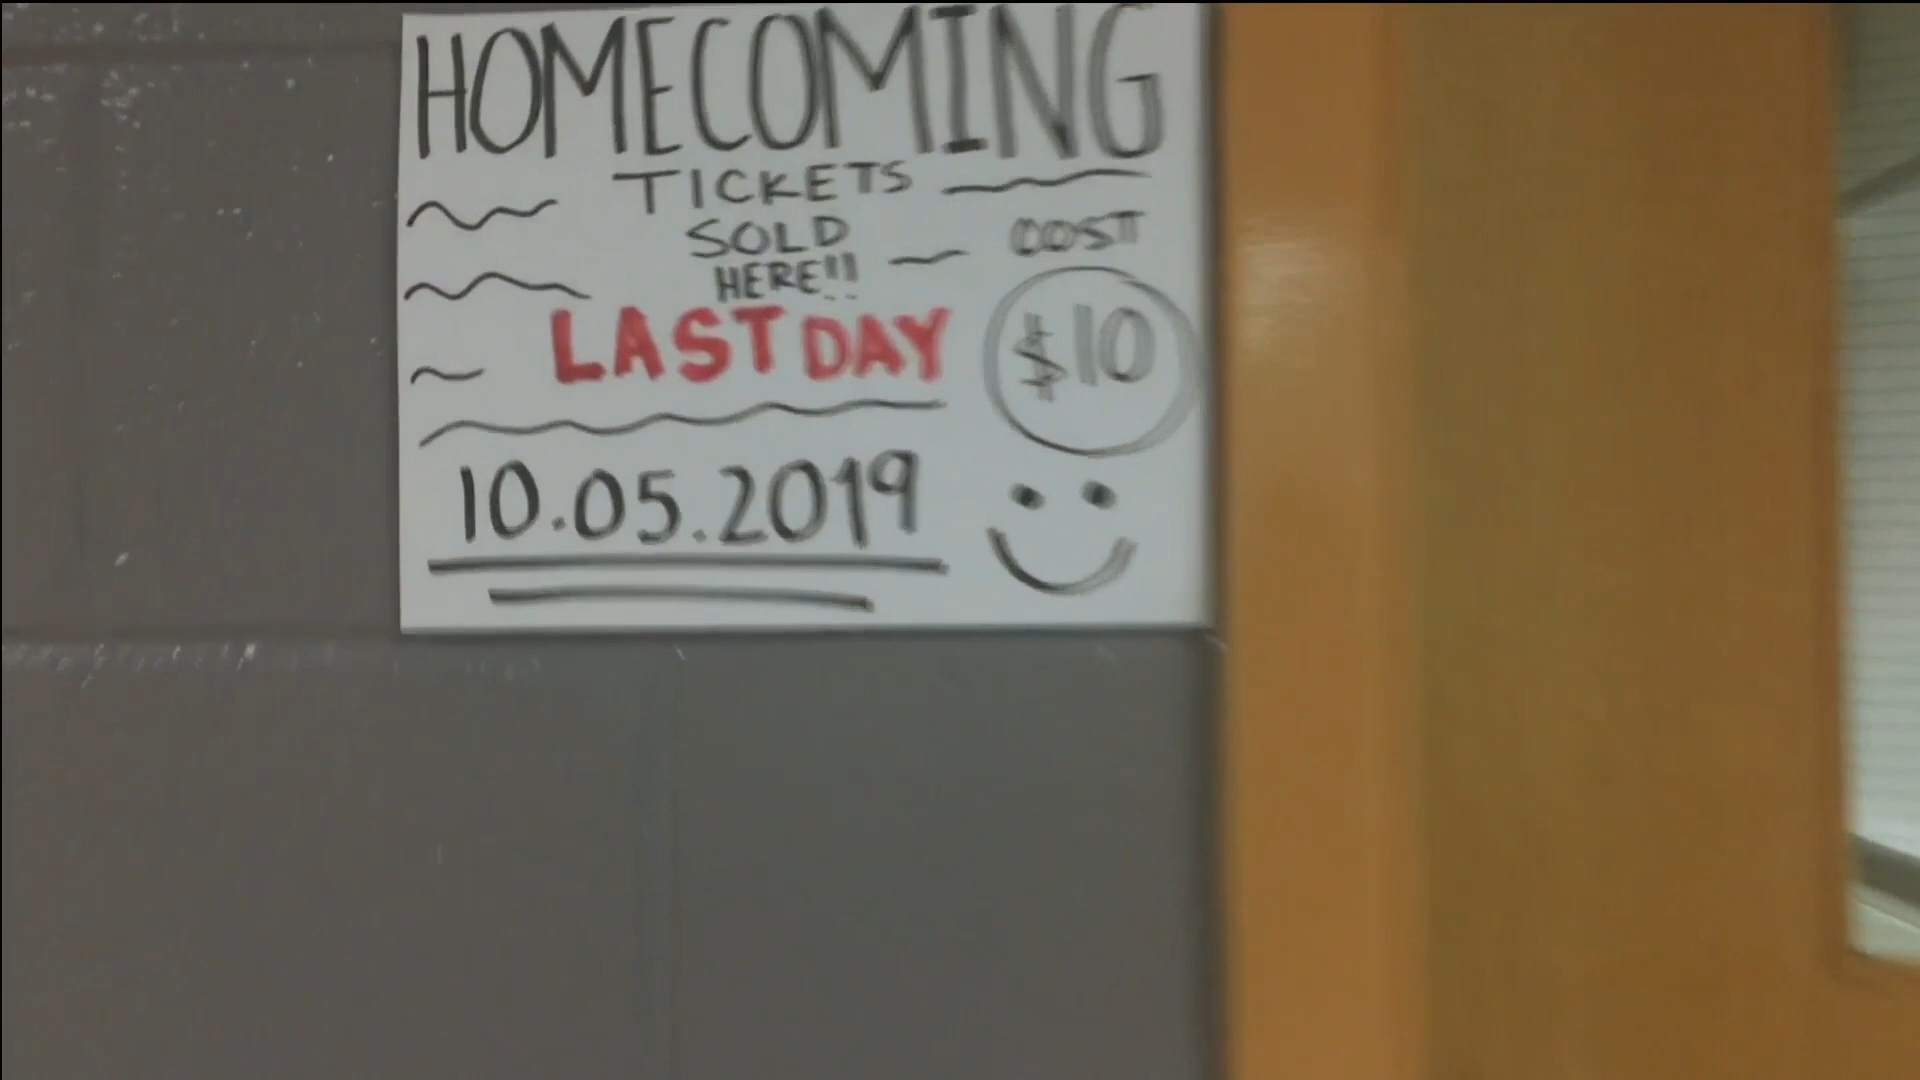 HOMECOMING
TICKETS
SOLD
HERE!!
COST
$10
LAST DAY
10.05.2019